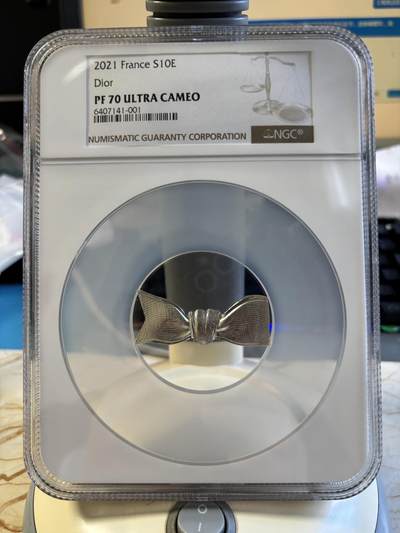 2021 France S10E
Dior
PF 70 ULTRA CAMEO
6407141-001
NUMISMATIC GUARANTY CORPORATION
NGC®